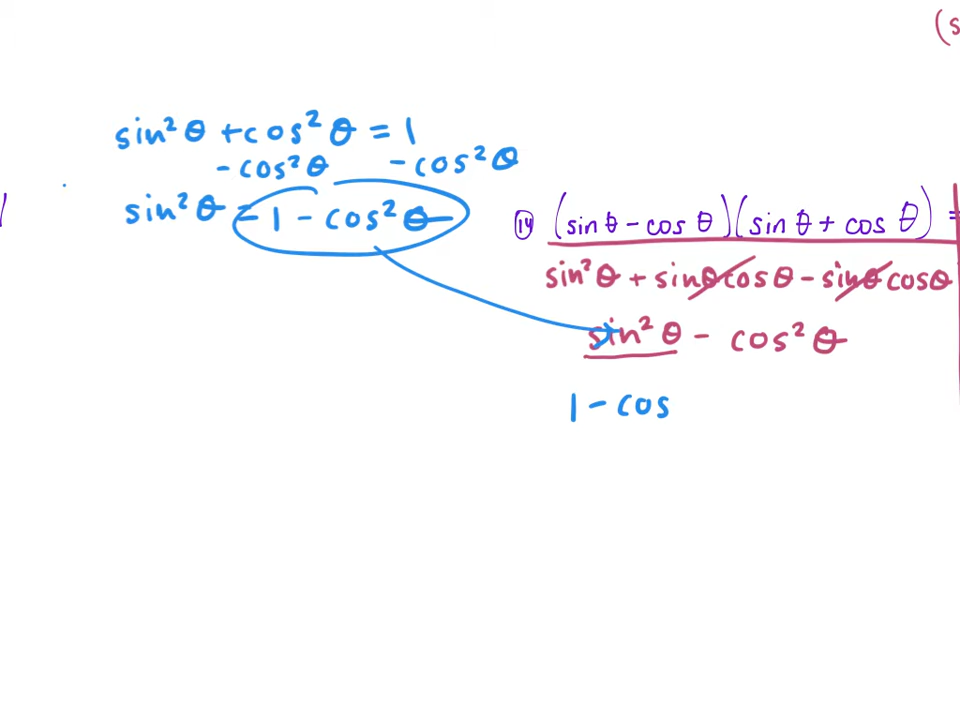 (s
sin²θ + cos²θ = 1
- cos²θ - cos²θ
sin²θ = 1 - cos²θ
⑭ (sin θ - cos θ)(sin θ + cos θ) =
sin²θ + sinθcosθ - sinθcosθ
sin²θ - cos²θ
1 - cos